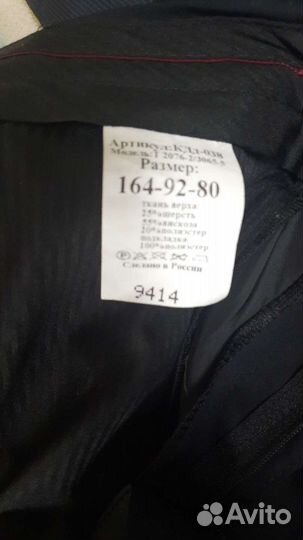 Артикул:КДд-038
Модель:1 2076-2/3065-5
Размер:
164-92-80
ткань верха:
25%шерсть
55%вискоза
20%полиэстер
подкладка
100%полиэстер
Сделано в России
9414
Avito